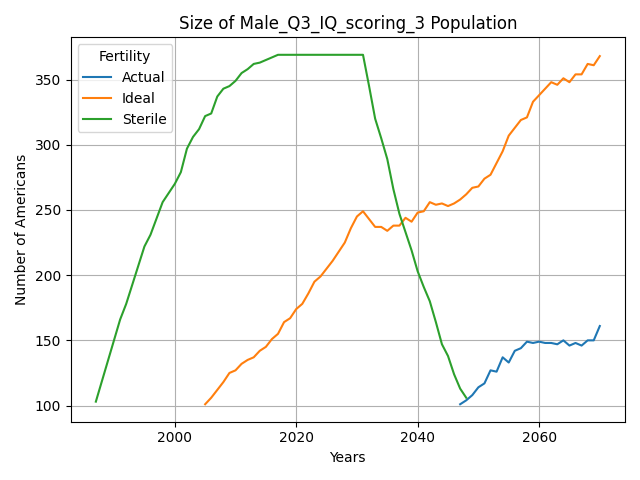 Size of Male_Q3_IQ_scoring_3 Population
Fertility
Actual
Ideal
Sterile
Number of Americans
350
300
250
200
150
100
2000
2020
2040
2060
Years